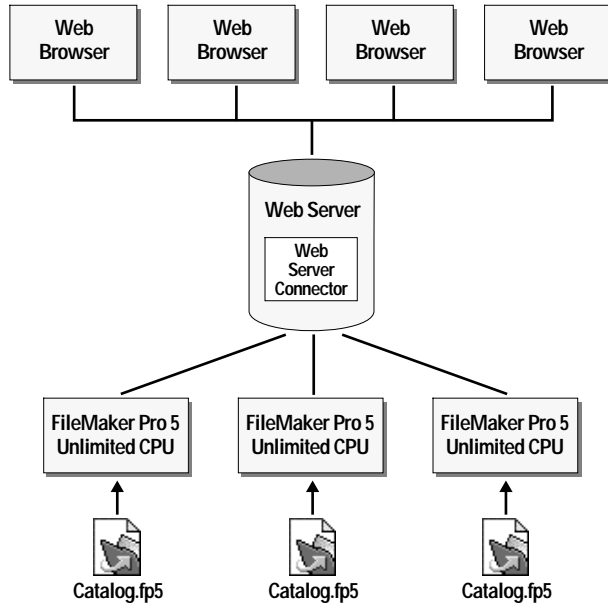 Web
Browser
Web
Browser
Web
Browser
Web
Browser
Web Server
Web
Server
Connector
FileMaker Pro 5
Unlimited CPU
FileMaker Pro 5
Unlimited CPU
FileMaker Pro 5
Unlimited CPU
Catalog.fp5
Catalog.fp5
Catalog.fp5